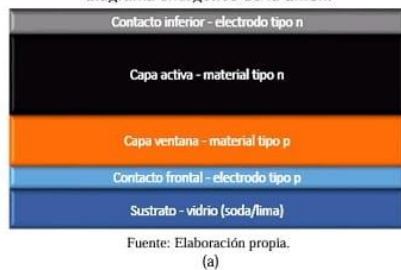 Contacto inferior - electrodo tipo n
Capa activa - material tipo n
Capa ventana - material tipo p
Contacto frontal - electrodo tipo p
Sustrato - vidrio (soda/lima)
Fuente: Elaboración propia.
(a)